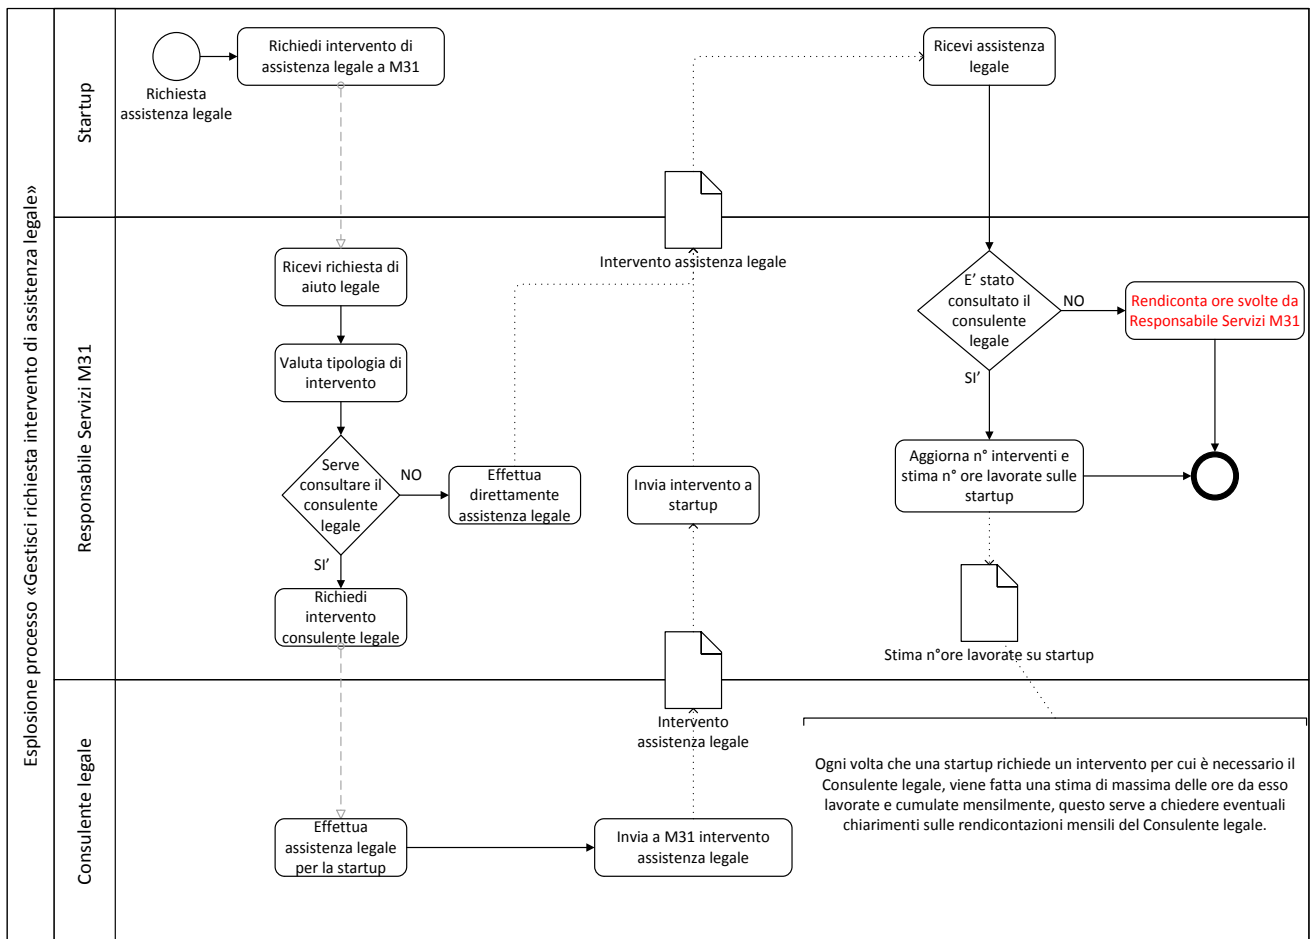 Esplosione processo «Gestisci richiesta intervento di assistenza legale»
Startup
Richiesta
assistenza legale
Richiedi intervento di
assistenza legale a M31
Ricevi assistenza
legale
Intervento assistenza legale
Responsabile Servizi M31
Ricevi richiesta di
aiuto legale
Valuta tipologia di
intervento
Serve
consultare il
consulente
legale
NO
SI’
Effettua
direttamente
assistenza legale
Richiedi
intervento
consulente legale
Invia intervento a
startup
E’ stato
consultato il
consulente
legale
NO
SI’
Rendiconta ore svolte da
Responsabile Servizi M31
Aggiorna n° interventi e
stima n° ore lavorate sulle
startup
Stima n°ore lavorate su startup
Consulente legale
Effettua
assistenza legale
per la startup
Invia a M31 intervento
assistenza legale
Intervento
assistenza legale
Ogni volta che una startup richiede un intervento per cui è necessario il
Consulente legale, viene fatta una stima di massima delle ore da esso
lavorate e cumulate mensilmente, questo serve a chiedere eventuali
chiarimenti sulle rendicontazioni mensili del Consulente legale.